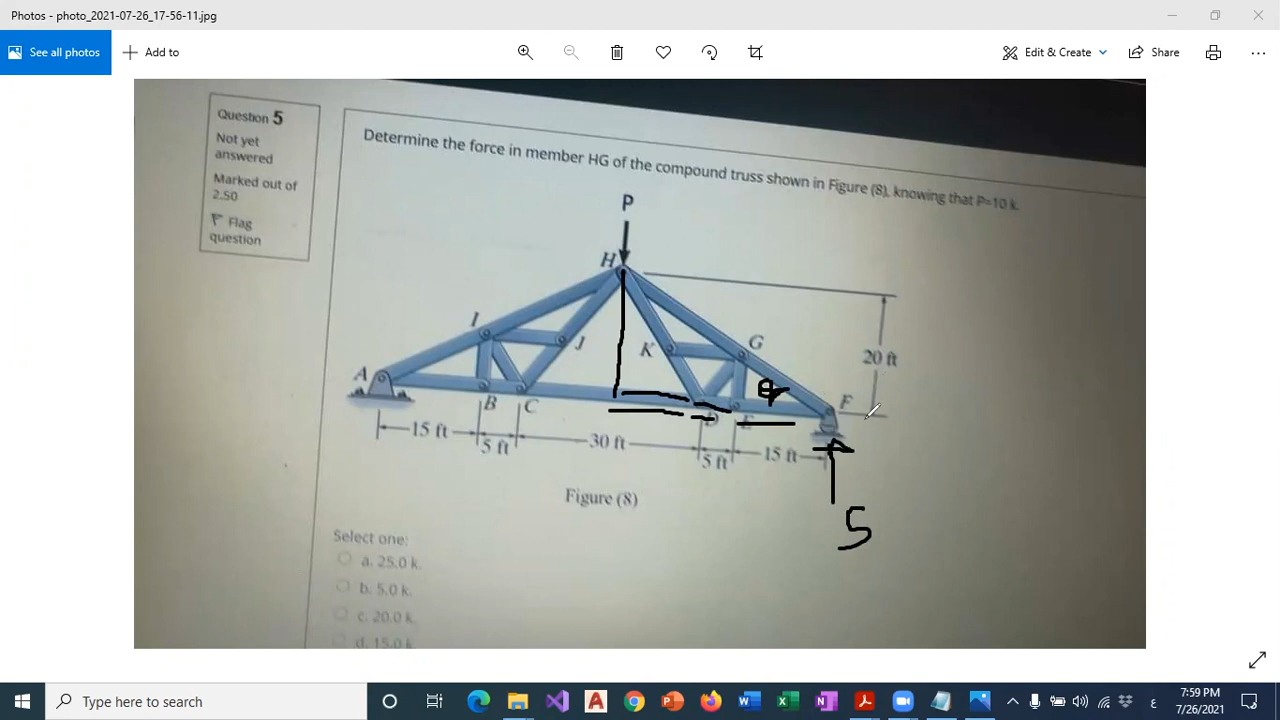 Photos - photo_2021-07-26_17-56-11.jpg
See all photos
Add to
Edit & Create
Share
Question 5
Not yet
answered
Marked out of
2.50
Flag
question
Determine the force in member HG of the compound truss shown in Figure (8), knowing that P=10 k.
P
H
I
J
K
G
A
F
B
C
D
E
20 ft
15 ft
5 ft
30 ft
5 ft
15 ft
5
Figure (8)
Select one:
a. 25.0 k.
b. 5.0 k.
c. 20.0 k.
d. 15.0 k.
Type here to search
ع
7:59 PM
7/26/2021